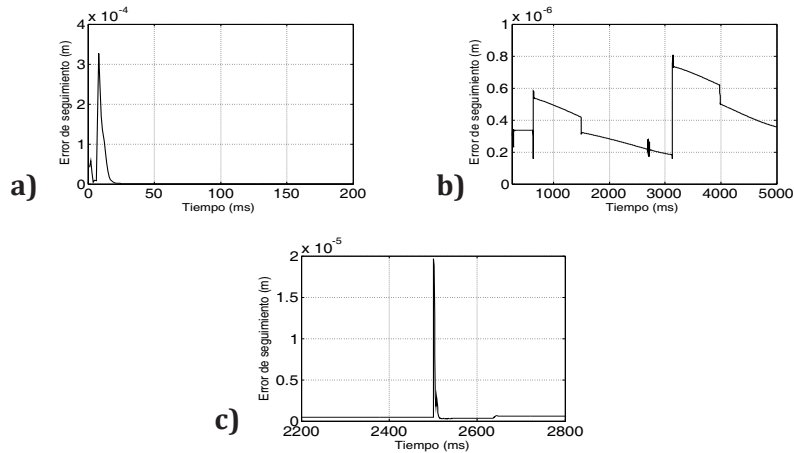 x 10 -4
4
3
2
1
0
0 50 100 150 200
Error de seguimiento (m)
Tiempo (ms)
a)
x 10 -6
1
0.8
0.6
0.4
0.2
0
1000 2000 3000 4000 5000
Error de seguimiento (m)
Tiempo (ms)
b)
x 10 -5
2
1.5
1
0.5
0
2200 2400 2600 2800
Error de seguimiento (m)
Tiempo (ms)
c)